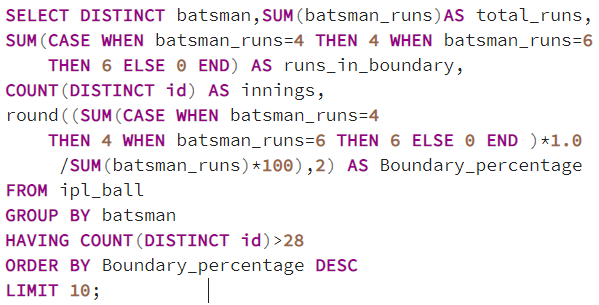 SELECT DISTINCT batsman,SUM(batsman_runs)AS total_runs,
SUM(CASE WHEN batsman_runs=4 THEN 4 WHEN batsman_runs=6
THEN 6 ELSE 0 END) AS runs_in_boundary,
COUNT(DISTINCT id) AS innings,
round((SUM(CASE WHEN batsman_runs=4
THEN 4 WHEN batsman_runs=6 THEN 6 ELSE 0 END )*1.0
/SUM(batsman_runs)*100),2) AS Boundary_percentage
FROM ipl_ball
GROUP BY batsman
HAVING COUNT(DISTINCT id)>28
ORDER BY Boundary_percentage DESC
LIMIT 10;